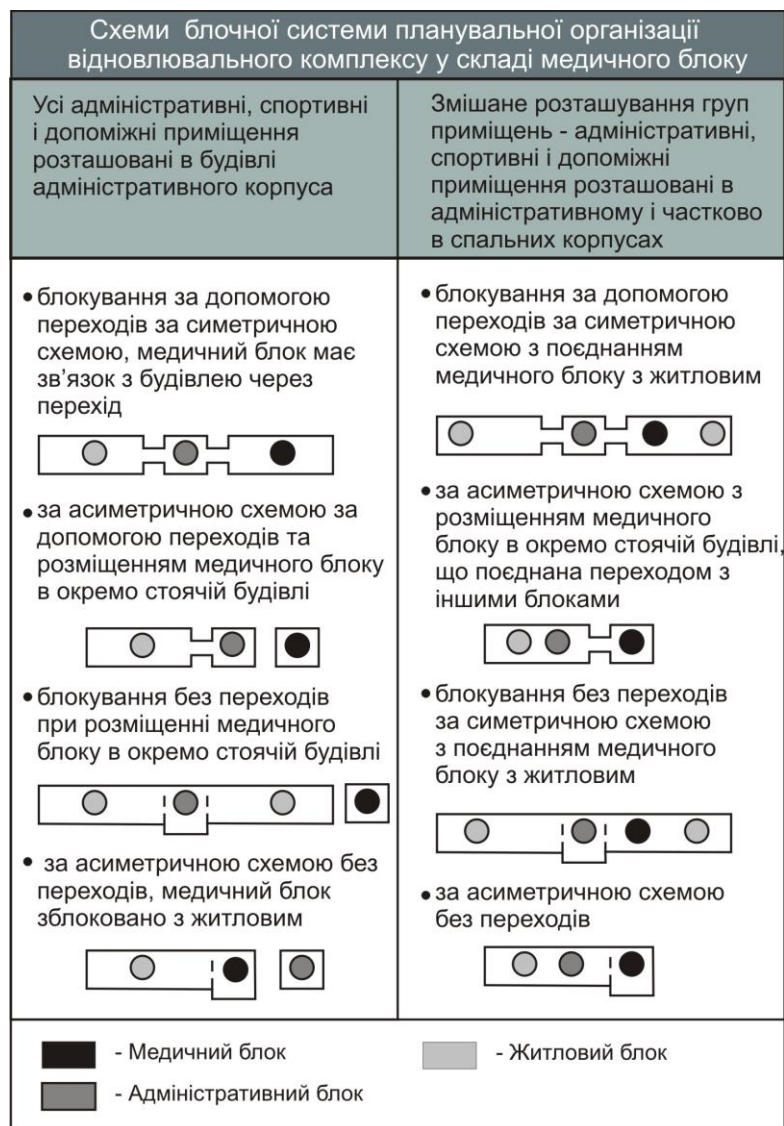 Схеми блочної системи планувальної організації
відновлювального комплексу у складі медичного блоку
Усі адміністративні, спортивні
і допоміжні приміщення
розташовані в будівлі
адміністративного корпуса
Змішане розташування груп
приміщень - адміністративні,
спортивні і допоміжні
приміщення розташовані в
адміністративному і частково
в спальних корпусах
•блокування за допомогою
переходів за симетричною
схемою, медичний блок має
зв’язок з будівлею через
перехід
•за асиметричною схемою за
допомогою переходів та
розміщенням медичного блоку
в окремо стоячій будівлі
•блокування без переходів
при розміщенні медичного
блоку в окремо стоячій будівлі
• за асиметричною схемою без
переходів, медичний блок
зблоковано з житловим
•блокування за допомогою
переходів за симетричною
схемою з поєднанням
медичного блоку з житловим
•за асиметричною схемою з
розміщенням медичного
блоку в окремо стоячій будівлі,
що поєднана переходом з
іншими блоками
•блокування без переходів
за симетричною схемою
з поєднанням медичного
блоку з житловим
•за асиметричною схемою
без переходів
- Медичний блок
- Житловий блок
- Адміністративний блок